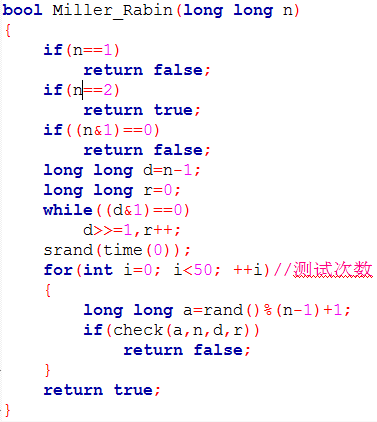 bool Miller_Rabin(long long n)
{
    if(n==1)
        return false;
    if(n==2)
        return true;
    if((n&1)==0)
        return false;
    long long d=n-1;
    long long r=0;
    while((d&1)==0)
        d>>=1,r++;
    srand(time(0));
    for(int i=0; i<50; ++i)//测试次数
    {
        long long a=rand()%(n-1)+1;
        if(check(a,n,d,r))
            return false;
    }
    return true;
}